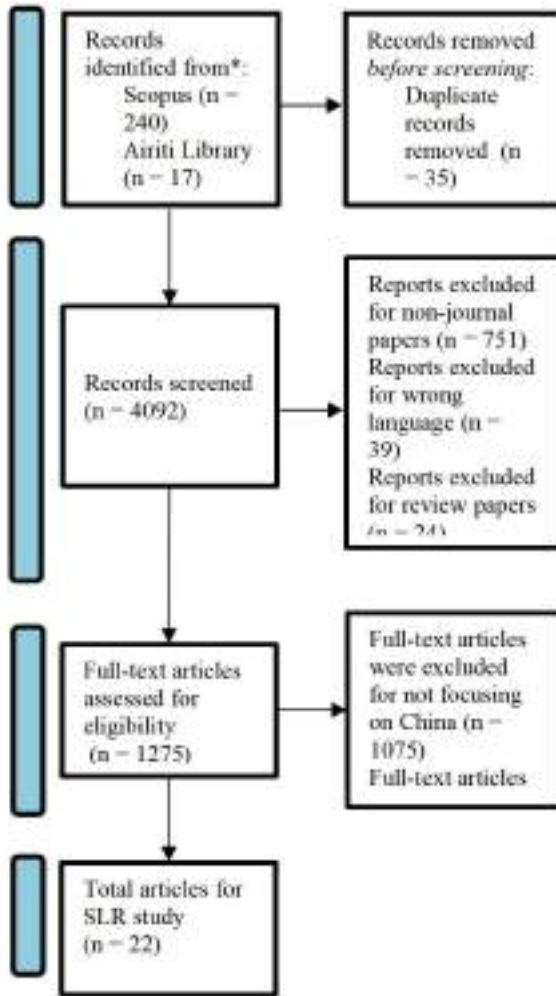 Records
identified from*:
Scopus (n =
240)
Airiti Library
(n = 17)
Records removed
before screening:
Duplicate
records
removed (n
= 35)
Records screened
(n = 4092)
Reports excluded
for non-journal
papers (n = 751)
Reports excluded
for wrong
language (n =
39)
Reports excluded
for review papers
(n = 24)
Full-text articles
assessed for
eligibility
(n = 1275)
Full-text articles
were excluded
for not focusing
on China (n =
1075)
Full-text articles
Total articles for
SLR study
(n = 22)